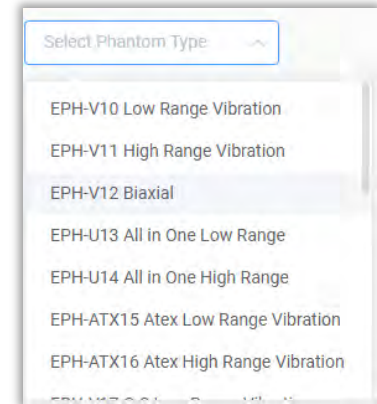 Select Phantom Type
EPH-V10 Low Range Vibration
EPH-V11 High Range Vibration
EPH-V12 Biaxial
EPH-U13 All in One Low Range
EPH-U14 All in One High Range
EPH-ATX15 Atex Low Range Vibration
EPH-ATX16 Atex High Range Vibration